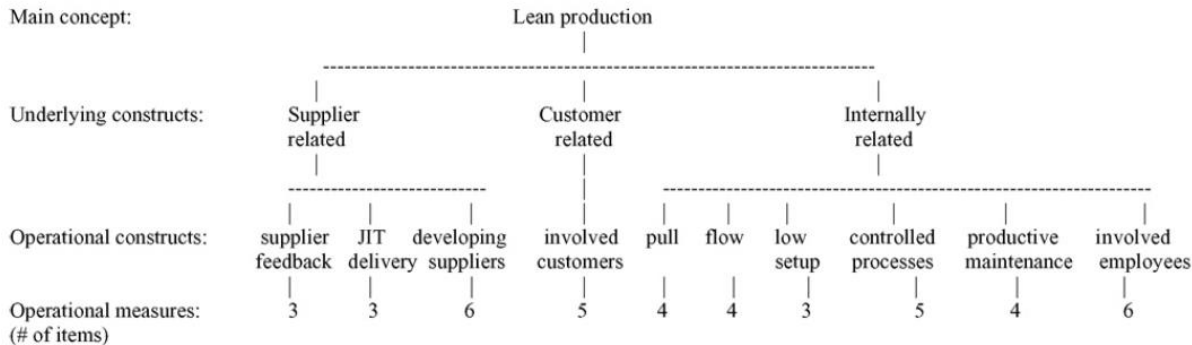 Main concept: Lean production
Underlying constructs: Supplier Customer Internally
related related related
Operational constructs: supplier JIT developing involved pull flow low controlled productive involved
feedback delivery suppliers customers setup processes maintenance employees
Operational measures: 3 3 6 5 4 4 3 5 4 6
(# of items)